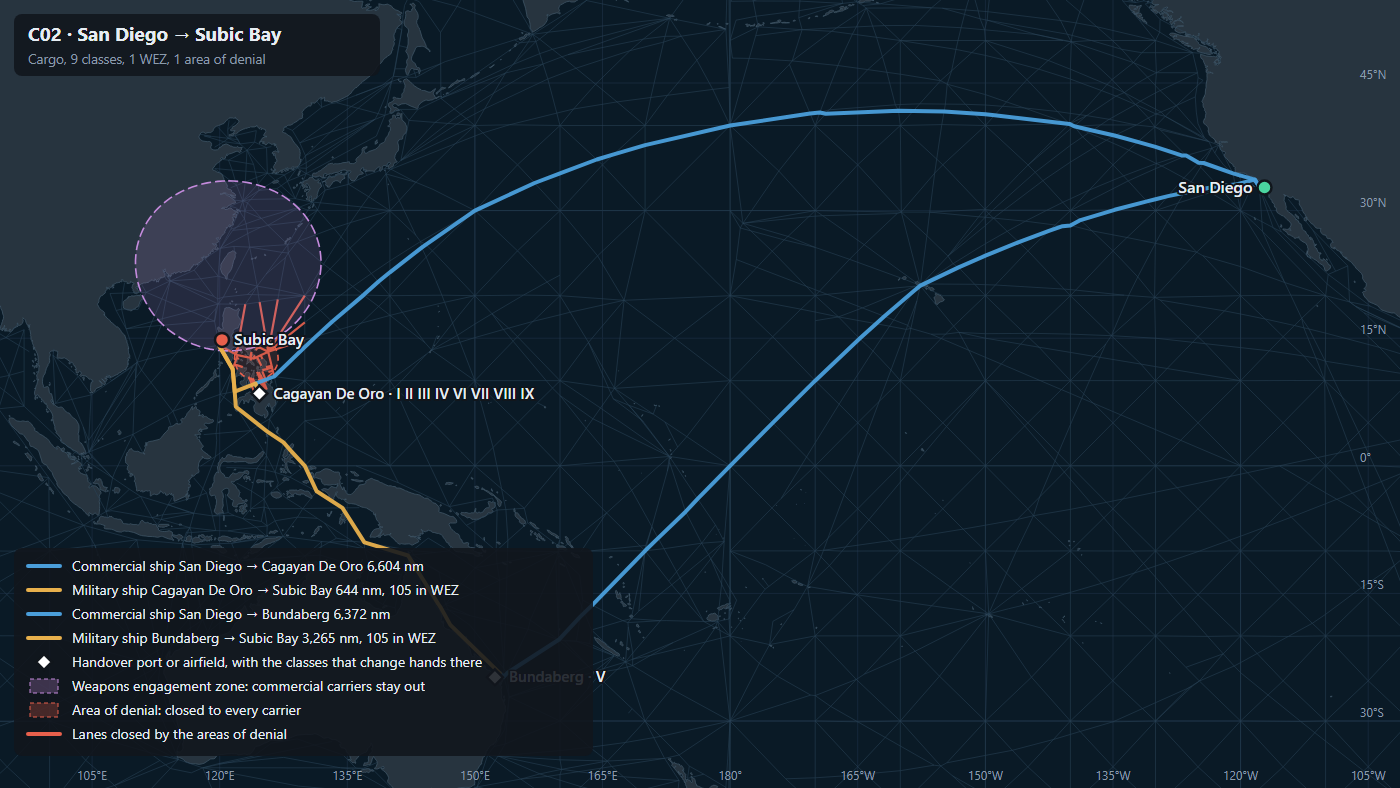 C02 · San Diego → Subic Bay
Cargo, 9 classes, 1 WEZ, 1 area of denial
45°N
San Diego
30°N
15°N
Subic Bay
Cagayan De Oro · I II III IV VI VII VIII IX
0°
Commercial ship San Diego → Cagayan De Oro 6,604 nm
Military ship Cagayan De Oro → Subic Bay 644 nm, 105 in WEZ
15°S
Commercial ship San Diego → Bundaberg 6,372 nm
Military ship Bundaberg → Subic Bay 3,265 nm, 105 in WEZ
Handover port or airfield, with the classes that change hands there
Bundaberg · V
Weapons engagement zone: commercial carriers stay out
Area of denial: closed to every carrier
30°S
Lanes closed by the areas of denial
105°E 120°E 135°E 150°E 165°E 180° 165°W 150°W 135°W 120°W 105°W